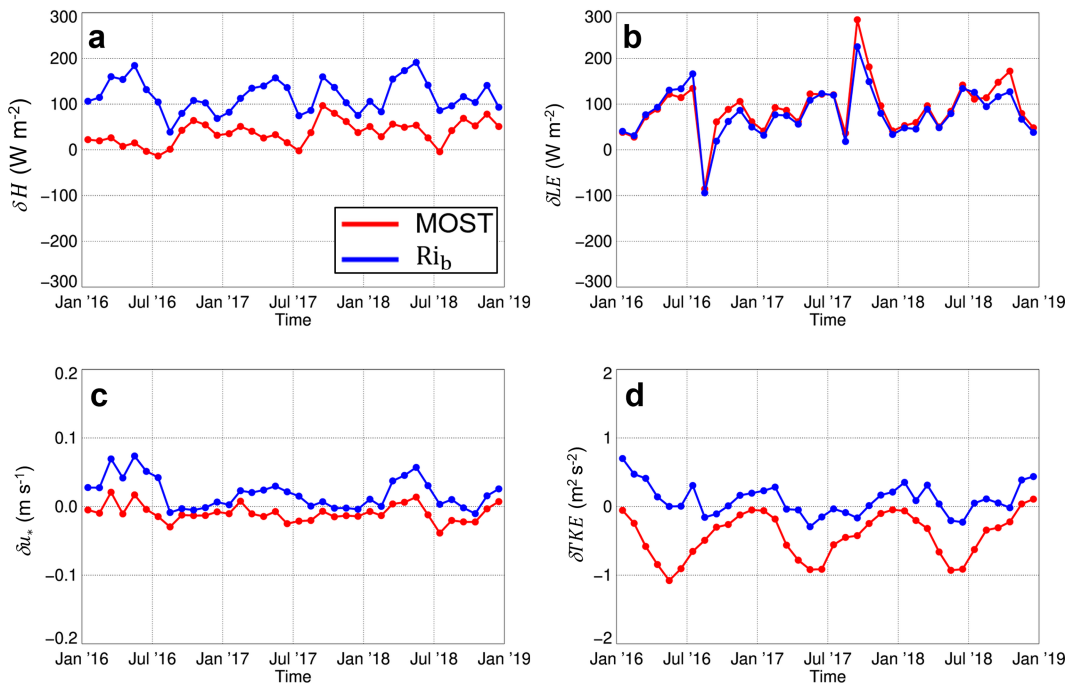 a
300
200
100
0
−100
−200
−300
δH (W m-2)
MOST
Rib
Jan '16 Jul '16 Jan '17 Jul '17 Jan '18 Jul '18 Jan '19
Time
b
300
200
100
0
−100
−200
−300
δLE (W m-2)
Jan '16 Jul '16 Jan '17 Jul '17 Jan '18 Jul '18 Jan '19
Time
c
0.2
0.1
0.0
−0.1
−0.2
δu* (m s-1)
Jan '16 Jul '16 Jan '17 Jul '17 Jan '18 Jul '18 Jan '19
Time
d
2
1
0
−1
−2
δTKE (m2 s-2)
Jan '16 Jul '16 Jan '17 Jul '17 Jan '18 Jul '18 Jan '19
Time